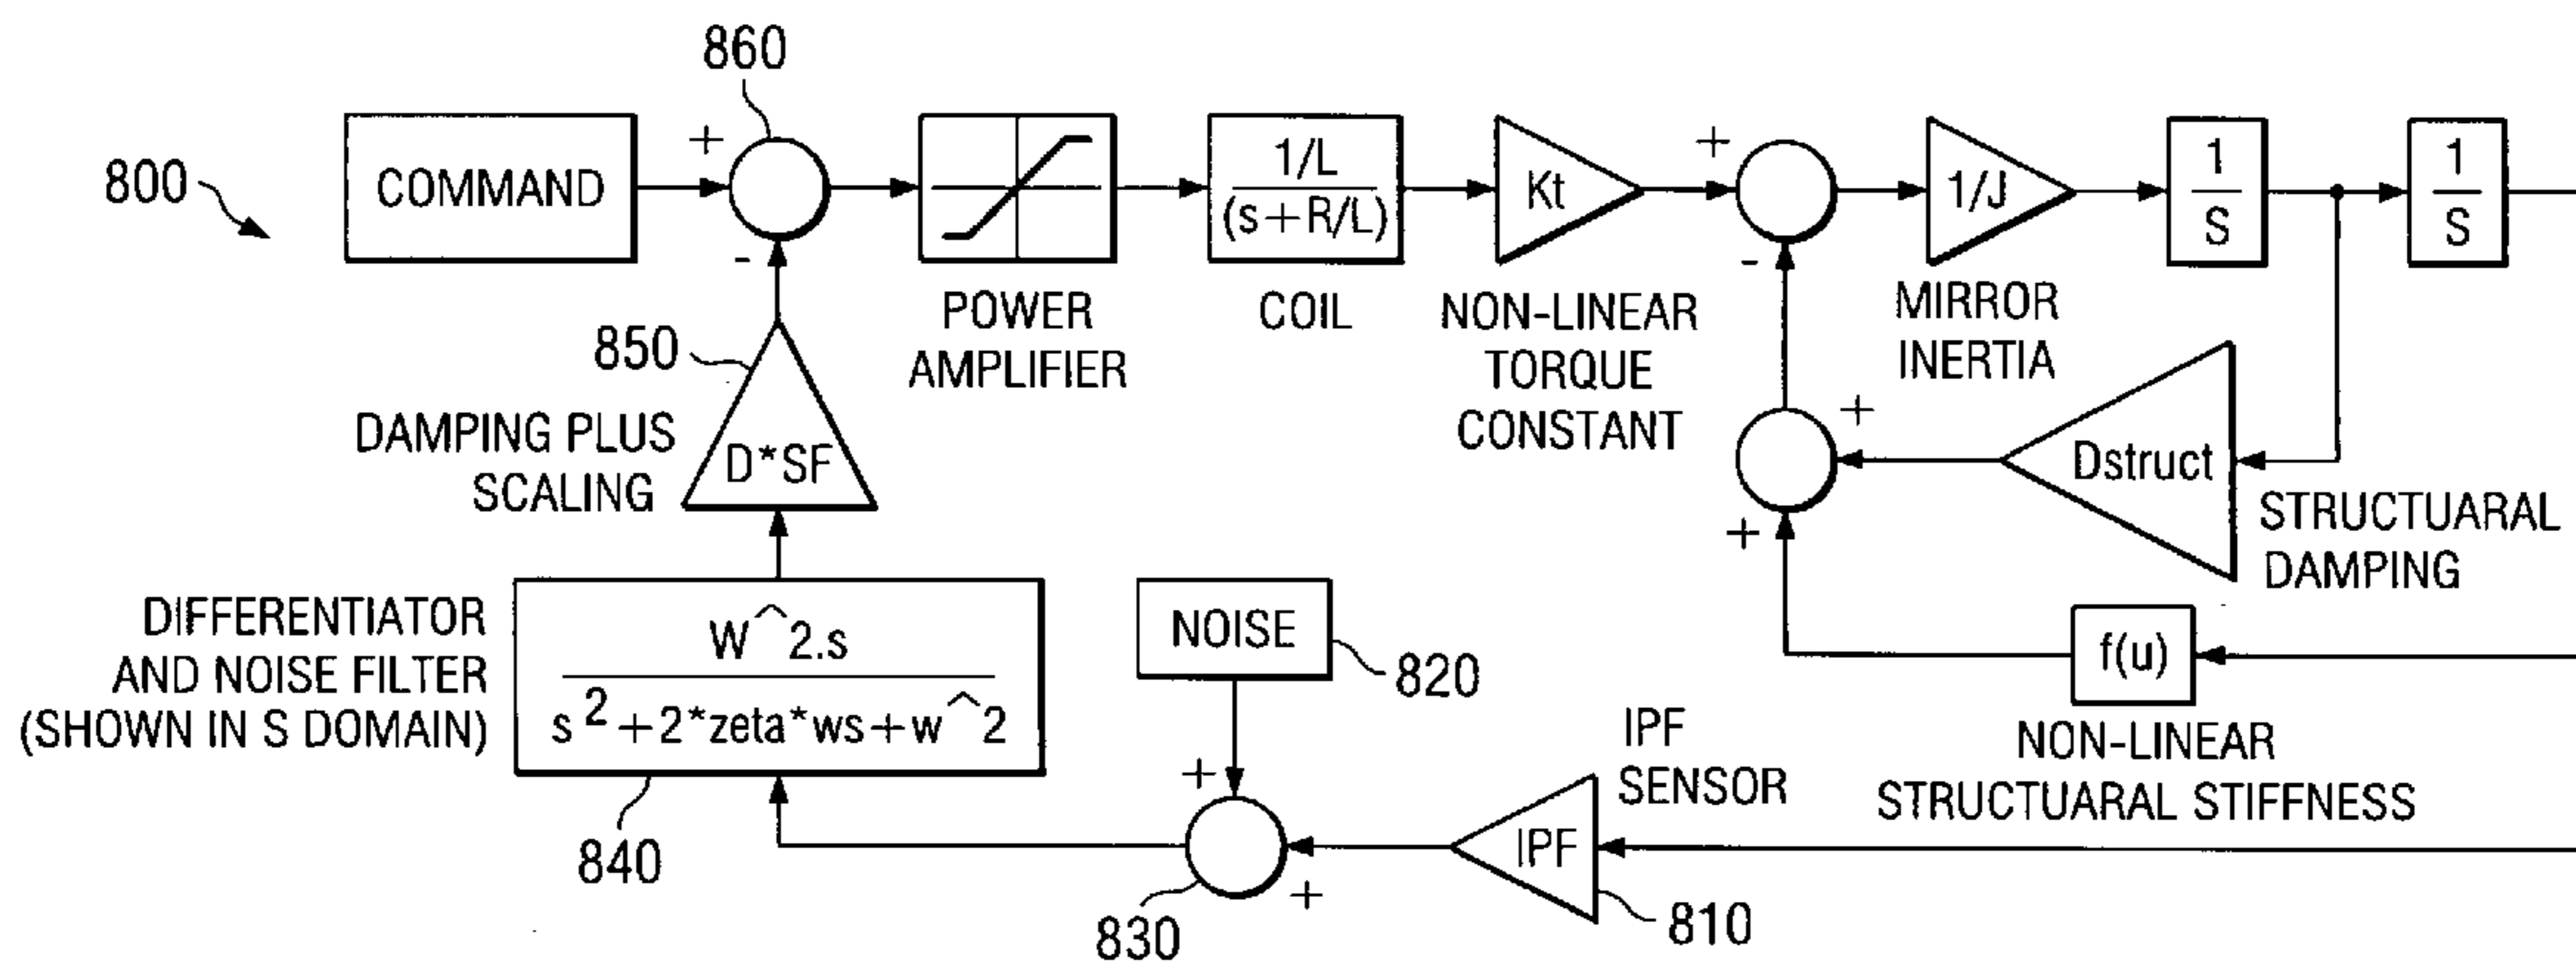 860
800
COMMAND
+
-
POWER
AMPLIFIER
1/L
(s+R/L)
COIL
Kt
NON-LINEAR
TORQUE
CONSTANT
+
-
1/J
MIRROR
INERTIA
1
S
1
S
850
DAMPING PLUS
SCALING
D*SF
+
+
Dstruct
STRUCTUARAL
DAMPING
DIFFERENTIATOR
AND NOISE FILTER
(SHOWN IN S DOMAIN)
W^2.s
s2+2*zeta*ws+w^2
840
NOISE
820
+
+
830
IPF
SENSOR
IPF
810
f(u)
NON-LINEAR
STRUCTUARAL STIFFNESS